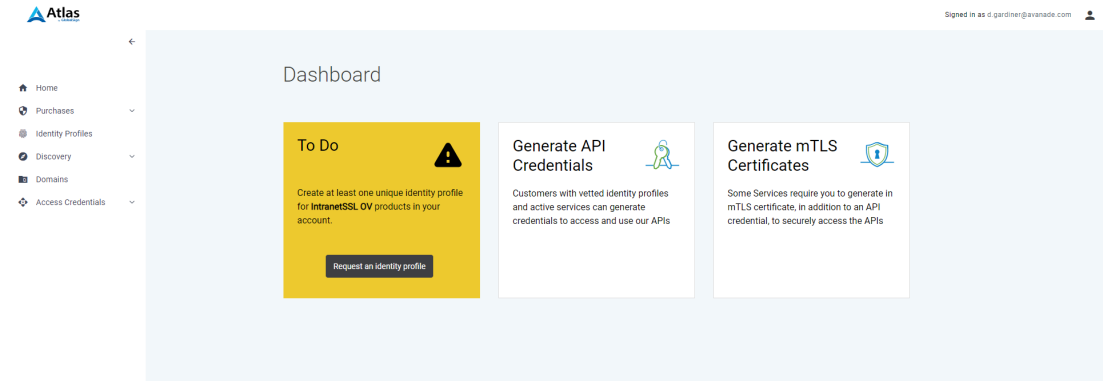 Atlas
Signed in as d.gardiner@avanade.com
Home
Purchases
Identity Profiles
Discovery
Domains
Access Credentials
Dashboard
To Do
Create at least one unique identity profile
for IntranetSSL OV products in your
account.
Request an identity profile
Generate API
Credentials
Customers with vetted identity profiles
and active services can generate
credentials to access and use our APIs
Generate mTLS
Certificates
Some Services require you to generate in
mTLS certificate, in addition to an API
credential, to securely access the APIs